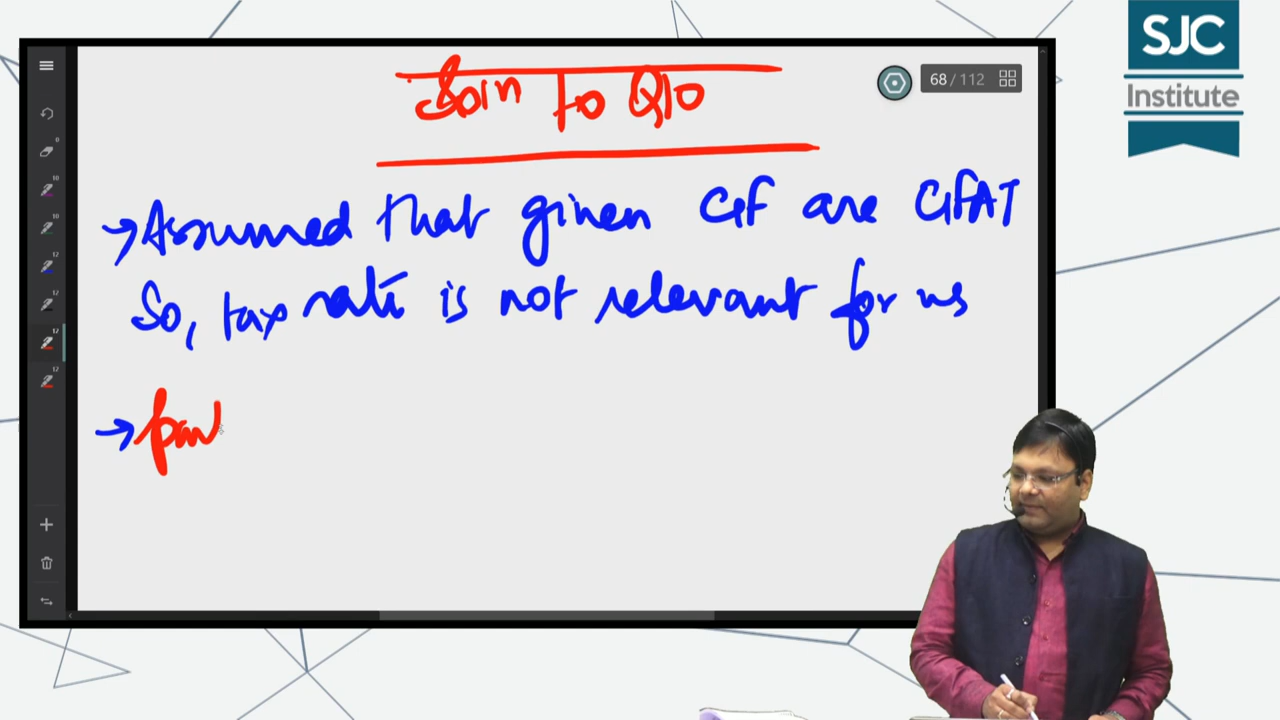 SJC
Institute
68 / 112
Soln to Q10
→ Assumed that given CF are CFAT
So, tax rate is not relevant for us
→